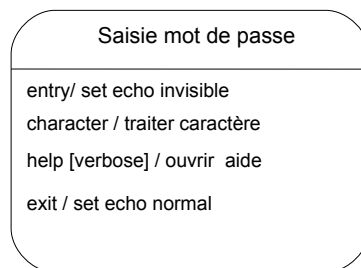 Saisie mot de passe
entry/ set echo invisible
character / traiter caractère
help [verbose] / ouvrir aide
exit / set echo normal